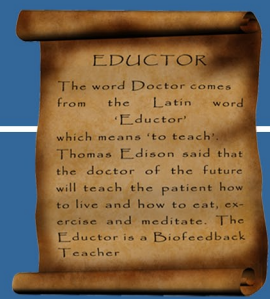 EDUCTOR
The word Doctor comes
from the Latin word
'Eductor'
which means 'to teach'.
Thomas Edison said that
the doctor of the future
will teach the patient how
to live and how to eat, ex-
ercise and meditate. The
Eductor is a Biofeedback
Teacher